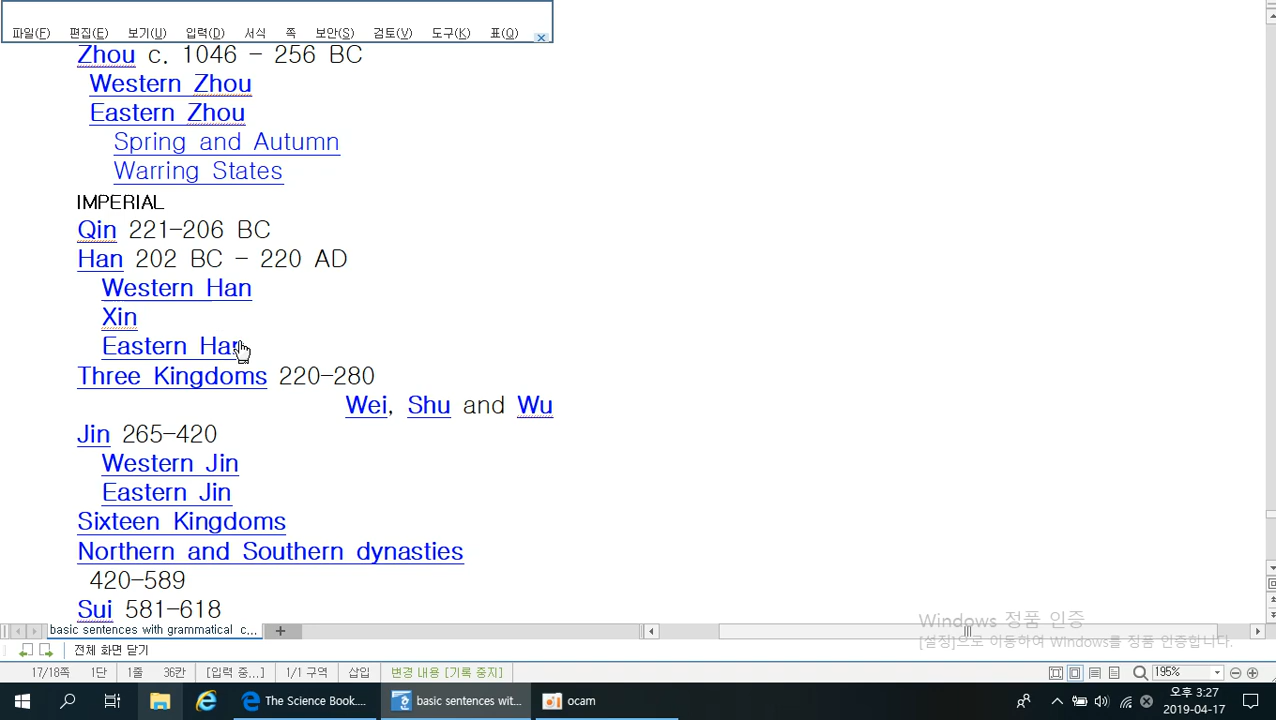 파일(F) 편집(E) 보기(U) 입력(D) 서식 쪽 보안(S) 검토(V) 도구(K) 표(Q)
Zhou c. 1046 – 256 BC
Western Zhou
Eastern Zhou
Spring and Autumn
Warring States
IMPERIAL
Qin 221–206 BC
Han 202 BC – 220 AD
Western Han
Xin
Eastern Han
Three Kingdoms 220–280
Wei, Shu and Wu
Jin 265–420
Western Jin
Eastern Jin
Sixteen Kingdoms
Northern and Southern dynasties
420–589
Sui 581–618
Windows 정품 인증
[설정]으로 이동하여 Windows를 정품 인증합니다.
basic sentences with grammatical c...
전체 화면 닫기
17/18쪽 1단 1줄 36칸 [입력 중...] 1/1 구역 삽입 변경 내용 [기록 중지] 195%
The Science Book.... basic sentences wit... ocam
오후 3:27
2019-04-17